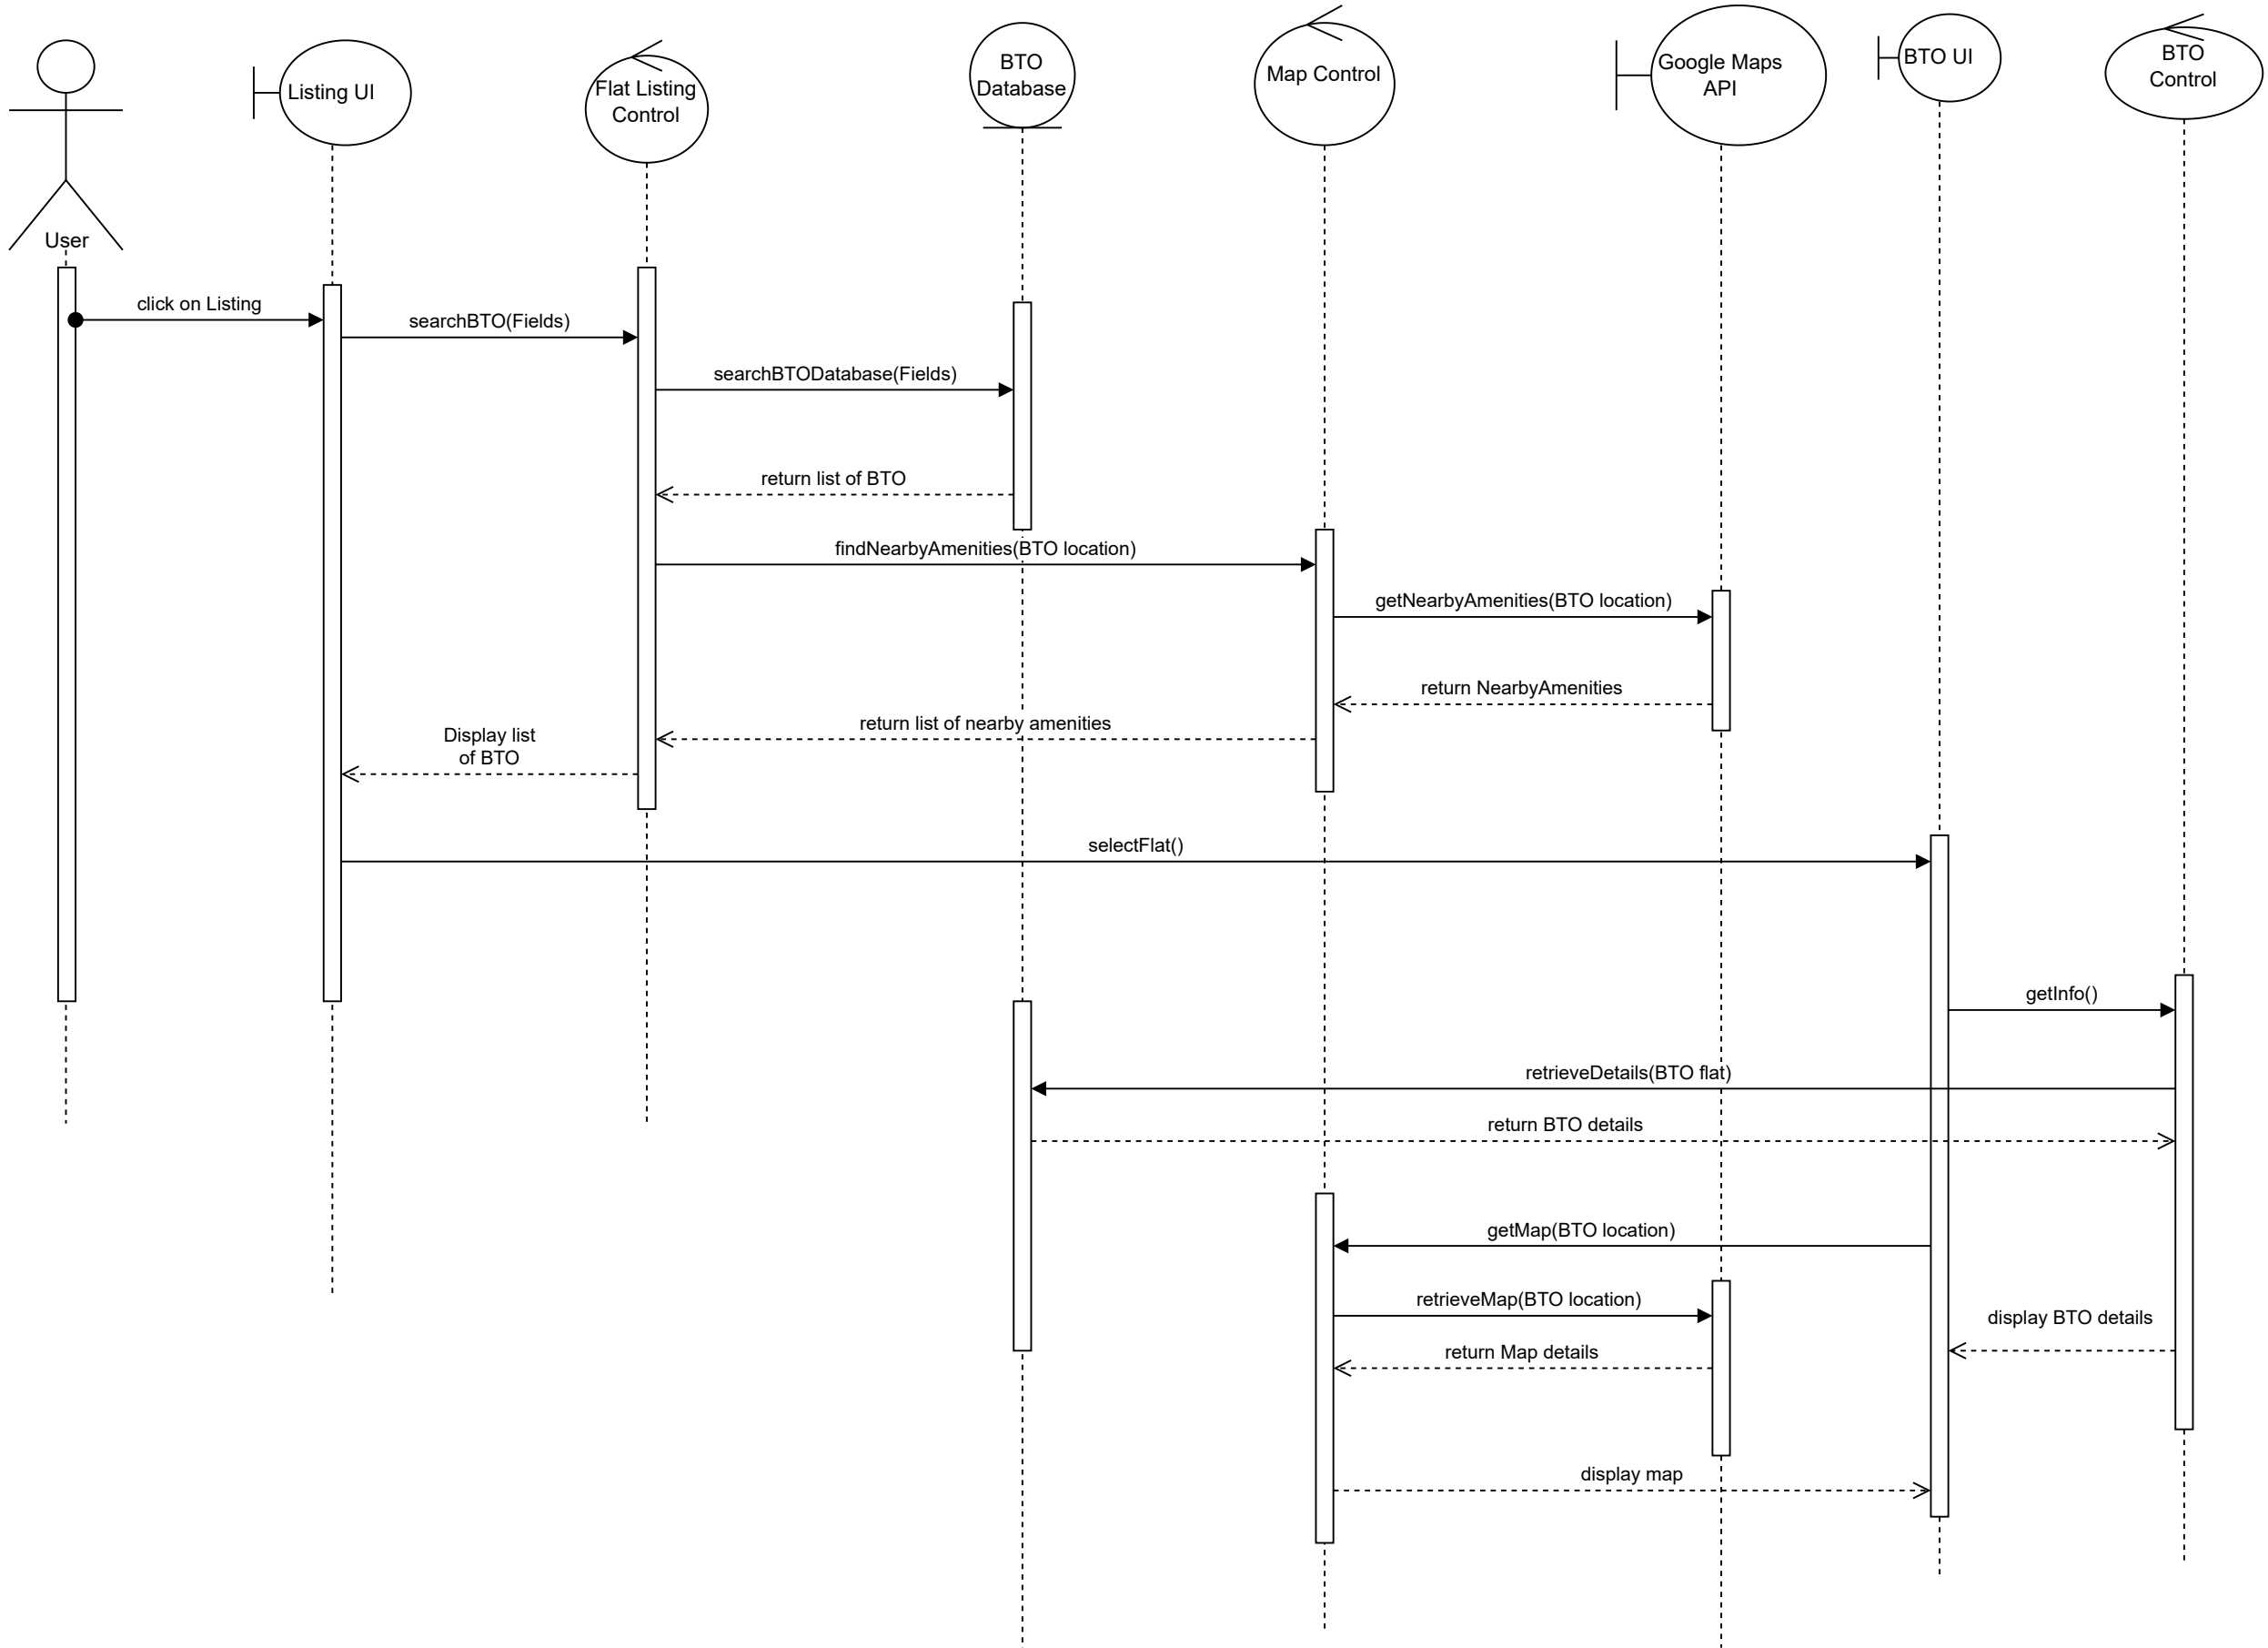 User
Listing UI
Flat Listing
Control
BTO
Database
Map Control
Google Maps
API
BTO UI
BTO
Control
click on Listing
searchBTO(Fields)
searchBTODatabase(Fields)
return list of BTO
findNearbyAmenities(BTO location)
getNearbyAmenities(BTO location)
return NearbyAmenities
return list of nearby amenities
Display list
of BTO
selectFlat()
getInfo()
retrieveDetails(BTO flat)
return BTO details
getMap(BTO location)
retrieveMap(BTO location)
display BTO details
return Map details
display map